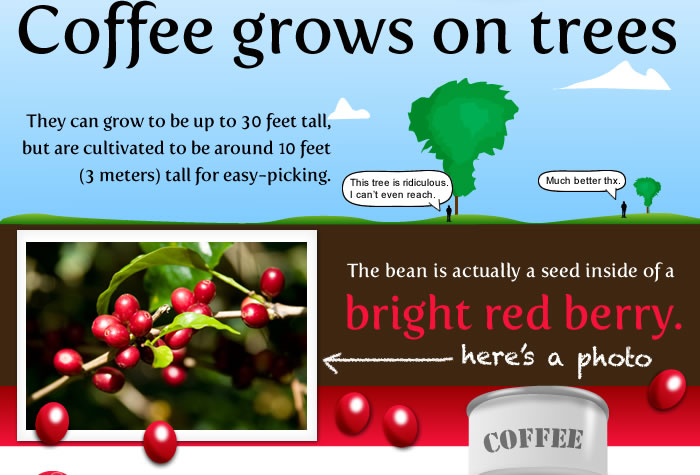 Coffee grows on trees
They can grow to be up to 30 feet tall,
but are cultivated to be around 10 feet
(3 meters) tall for easy-picking.
This tree is ridiculous.
I can't even reach.
Much better thx.
The bean is actually a seed inside of a
bright red berry.
here's a photo
COFFEE